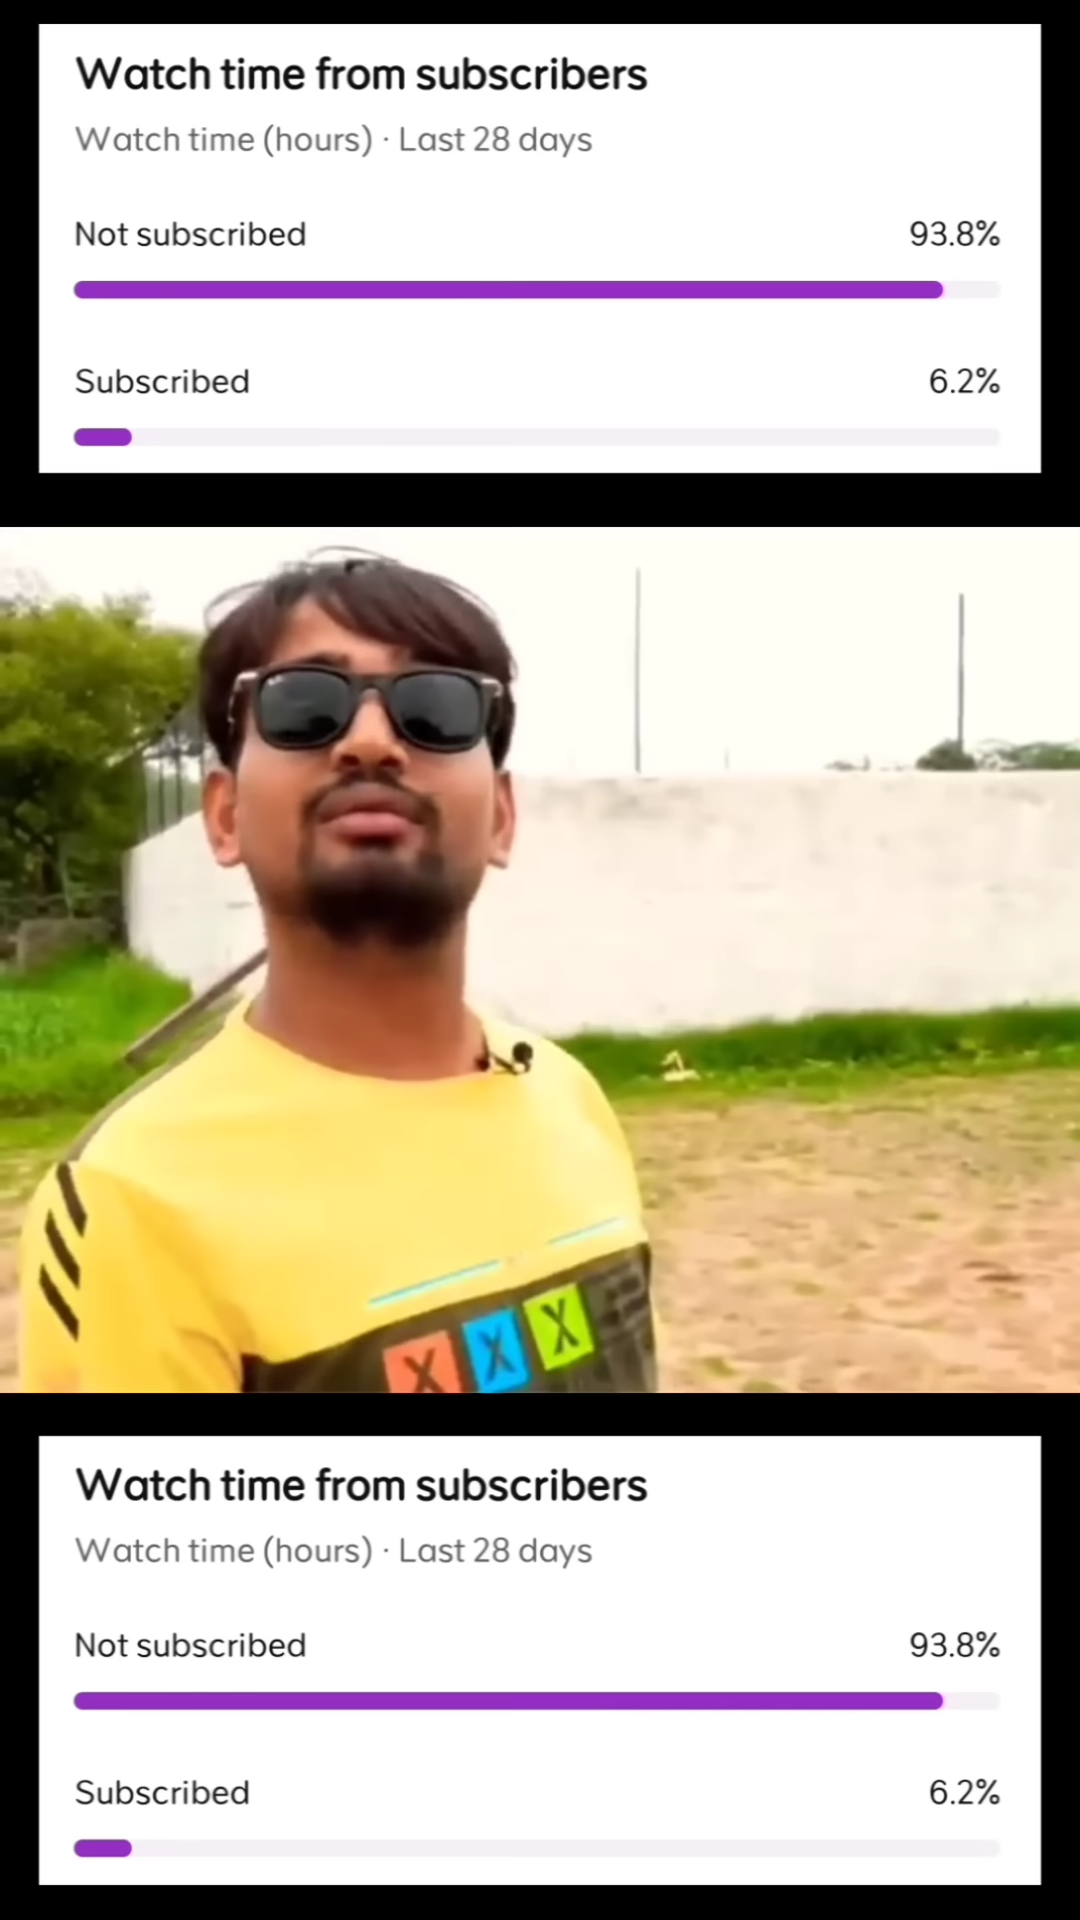 Watch time from subscribers
Watch time (hours) · Last 28 days
Not subscribed 93.8%
Subscribed 6.2%
X X X
Watch time from subscribers
Watch time (hours) · Last 28 days
Not subscribed 93.8%
Subscribed 6.2%